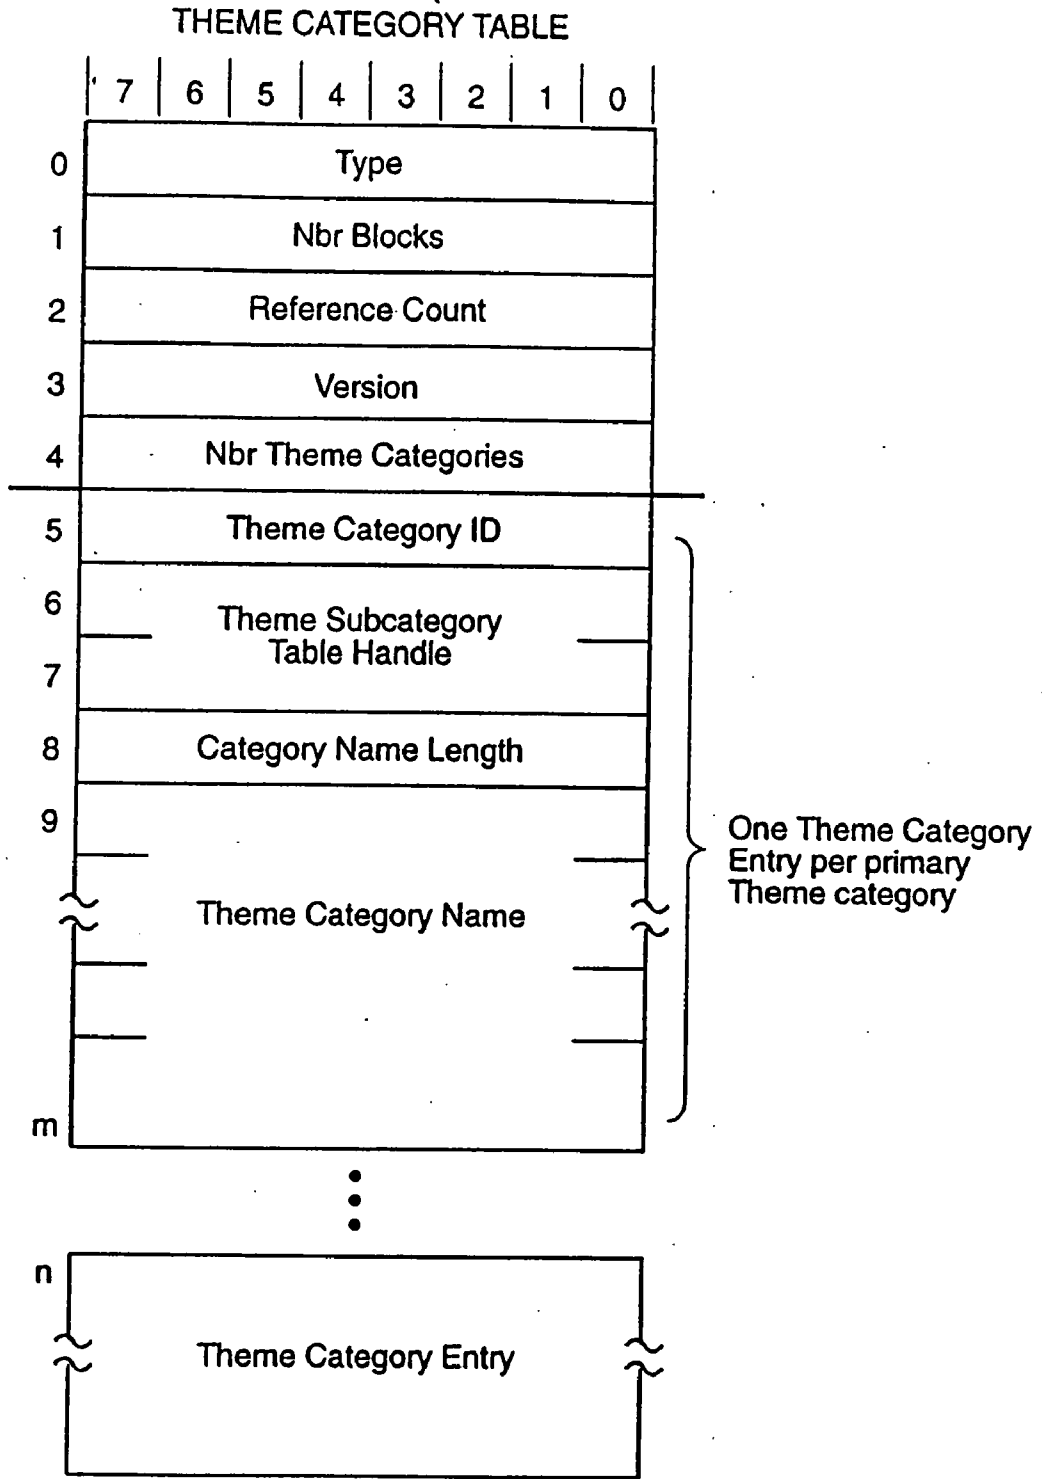 THEME CATEGORY TABLE
7 6 5 4 3 2 1 0
0 Type
1 Nbr Blocks
2 Reference Count
3 Version
4 Nbr Theme Categories
5 Theme Category ID
6
Theme Subcategory
Table Handle
7
8 Category Name Length
9
One Theme Category
Entry per primary
Theme category
Theme Category Name
m
n
Theme Category Entry